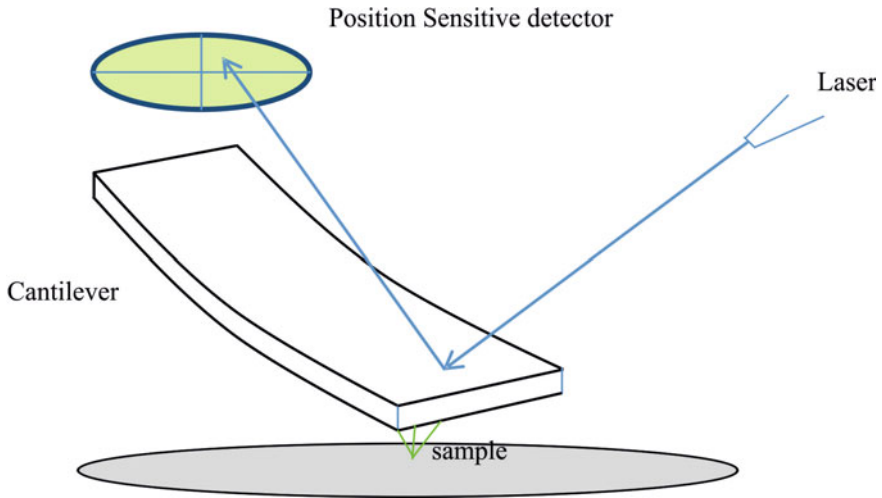 Position Sensitive detector
Laser
Cantilever
sample